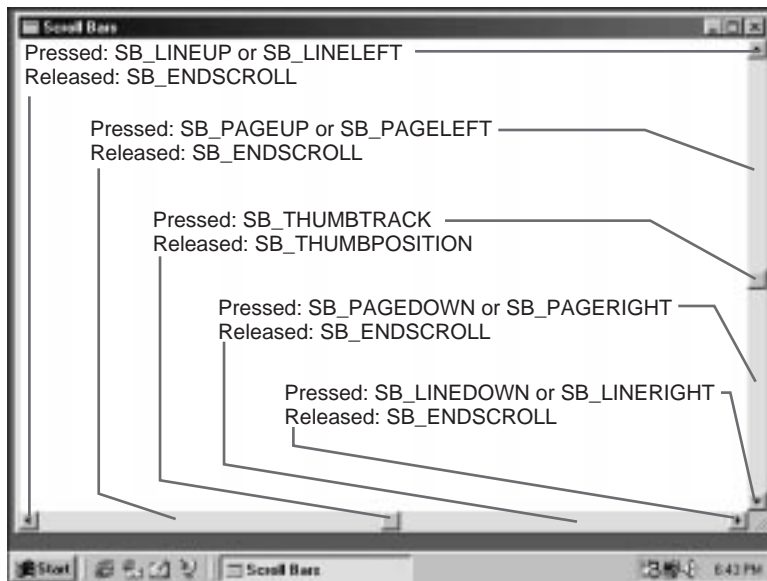 Scroll Bars
Pressed: SB_LINEUP or SB_LINELEFT
Released: SB_ENDSCROLL
Pressed: SB_PAGEUP or SB_PAGELEFT
Released: SB_ENDSCROLL
Pressed: SB_THUMBTRACK
Released: SB_THUMBPOSITION
Pressed: SB_PAGEDOWN or SB_PAGERIGHT
Released: SB_ENDSCROLL
Pressed: SB_LINEDOWN or SB_LINERIGHT
Released: SB_ENDSCROLL
Start
Scroll Bars
6:43 PM